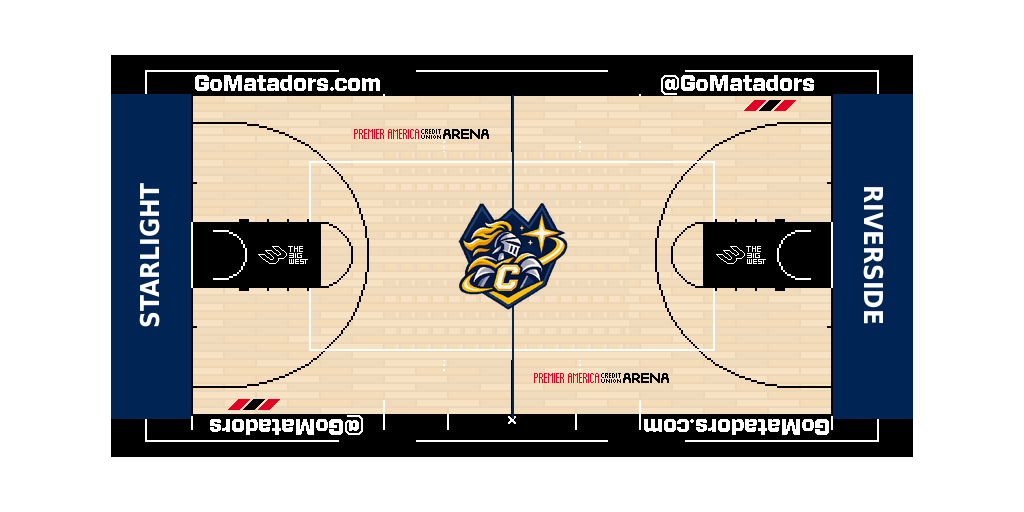 GoMatadors.com
@GoMatadors
PREMIER AMERICA CREDIT UNION ARENA
STARLIGHT
THE BIG WEST
C
THE BIG WEST
RIVERSIDE
PREMIER AMERICA CREDIT UNION ARENA
@GoMatadors
GoMatadors.com